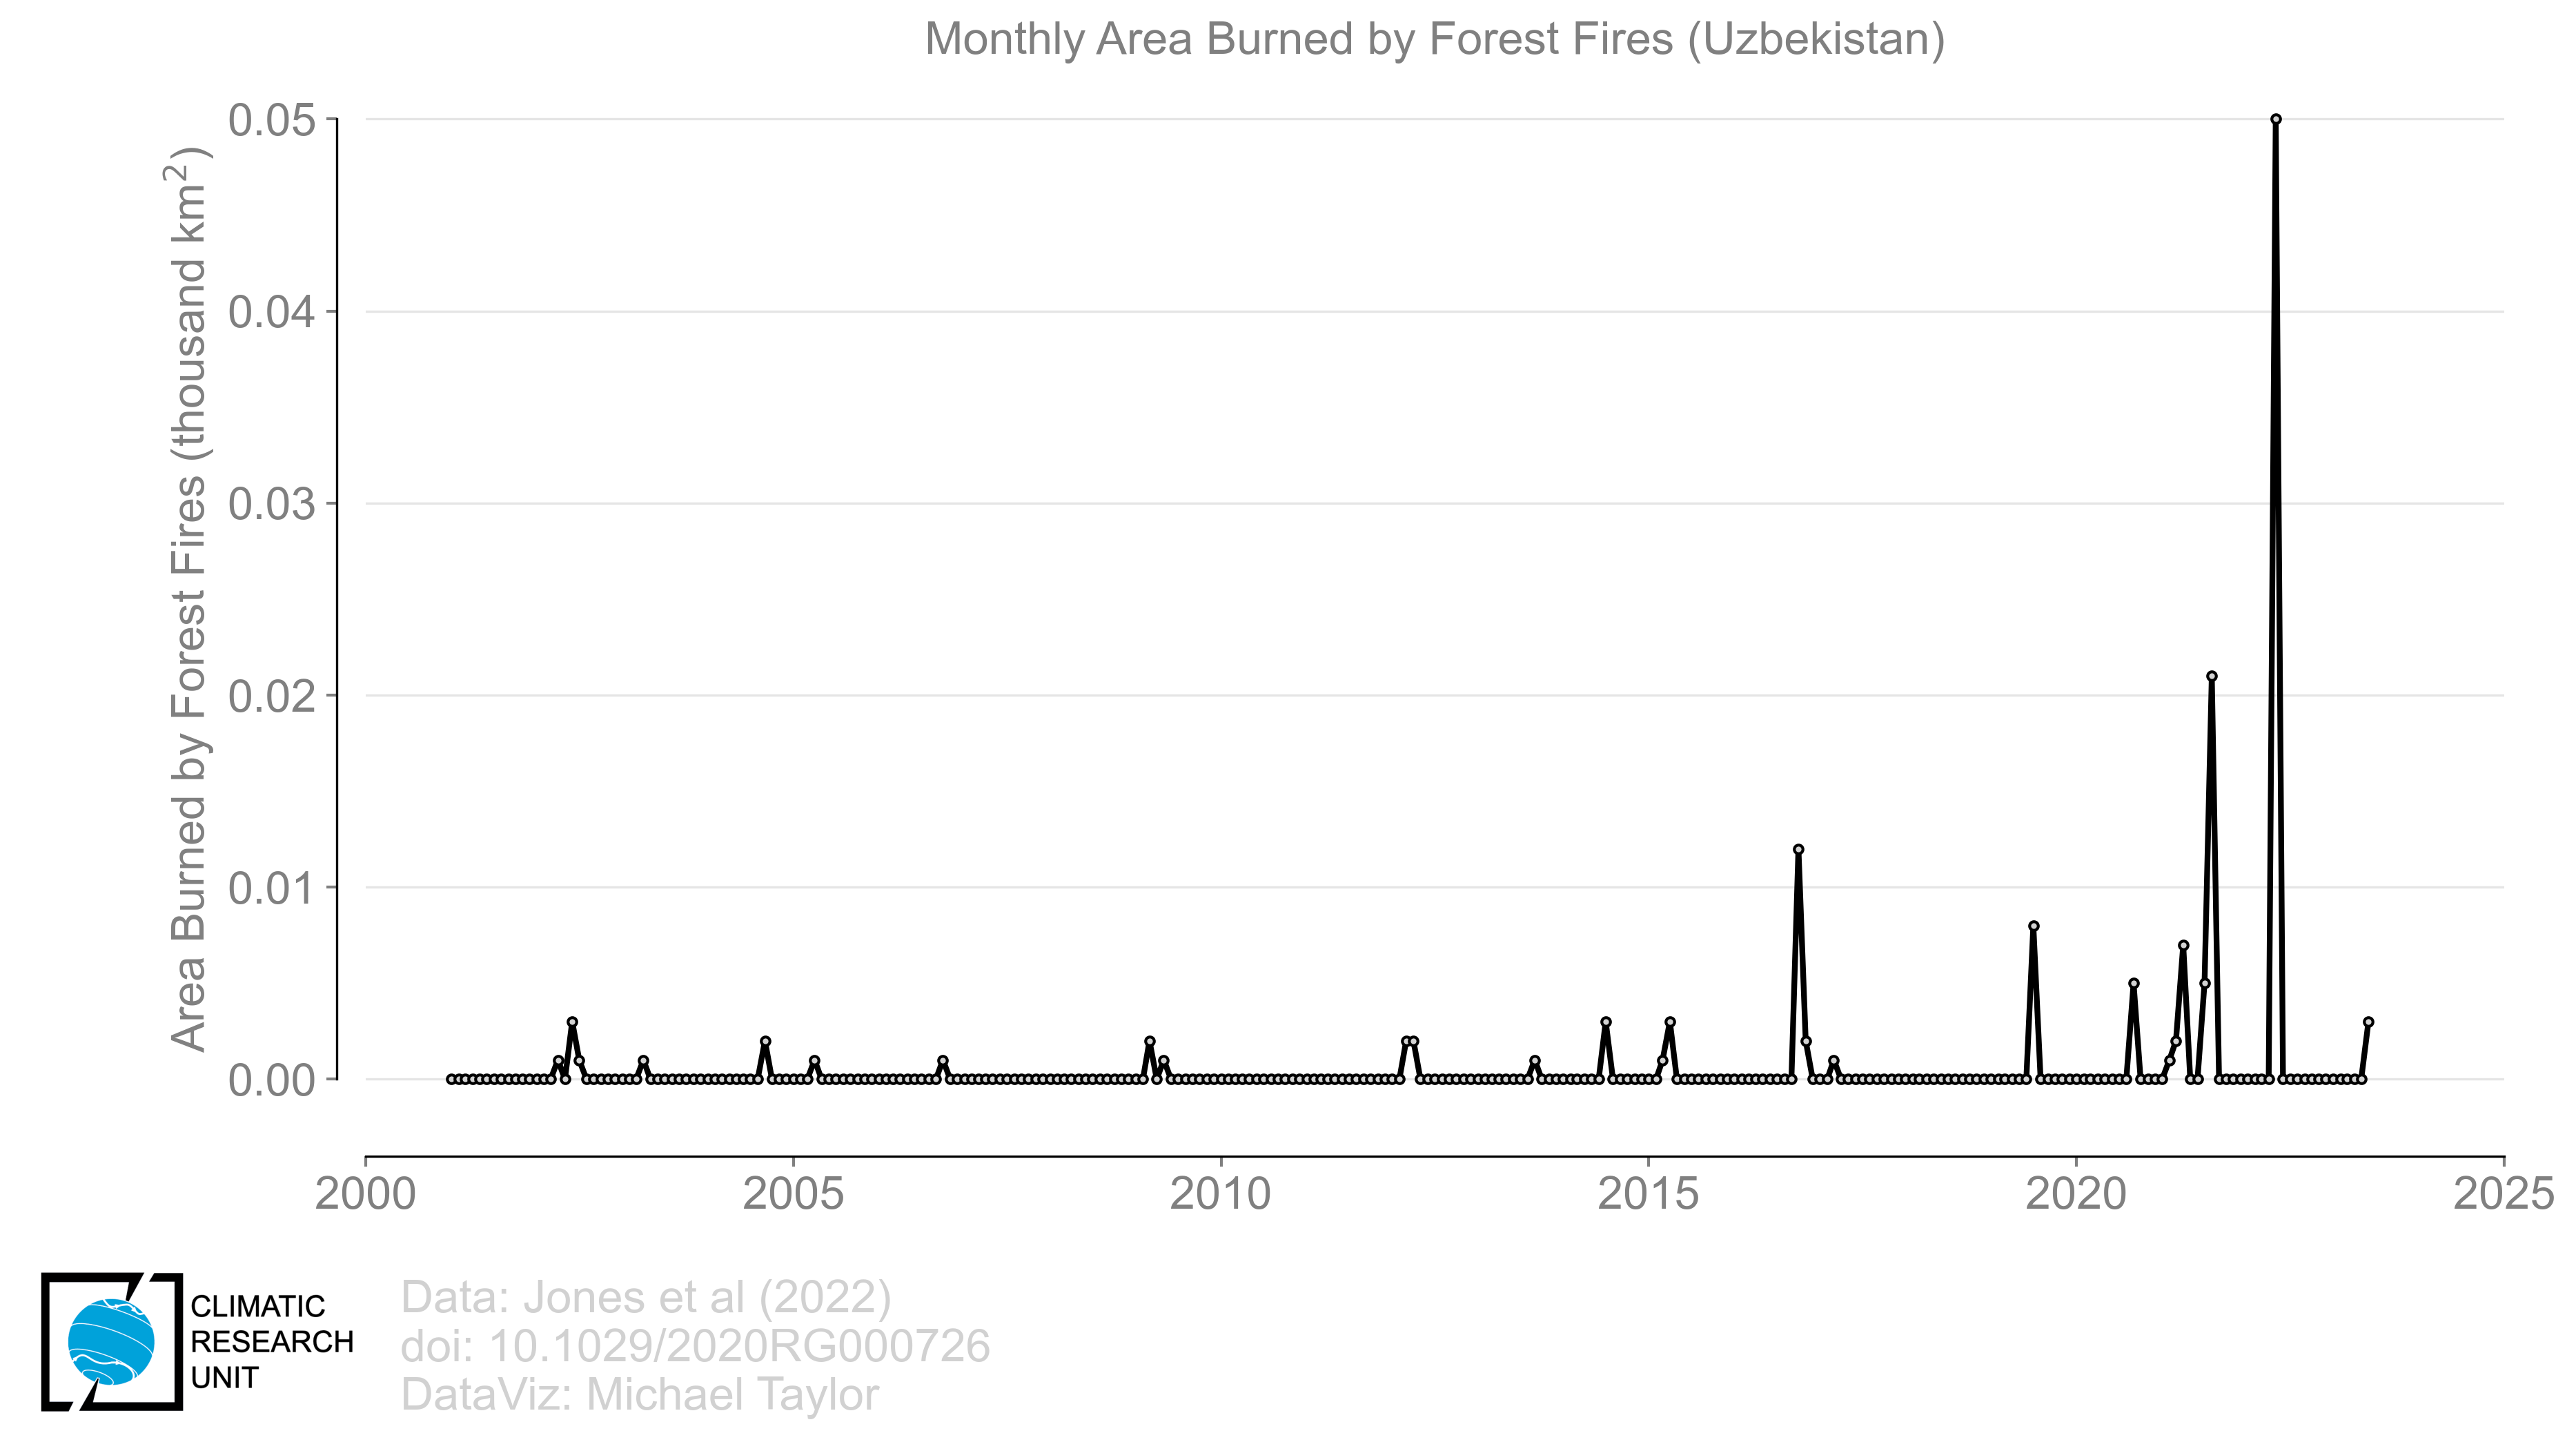 Monthly Area Burned by Forest Fires (Uzbekistan)
Area Burned by Forest Fires (thousand km²)
0.05
0.04
0.03
0.02
0.01
0.00
2000
2005
2010
2015
2020
2025
CLIMATIC
RESEARCH
UNIT
Data: Jones et al (2022)
doi: 10.1029/2020RG000726
DataViz: Michael Taylor